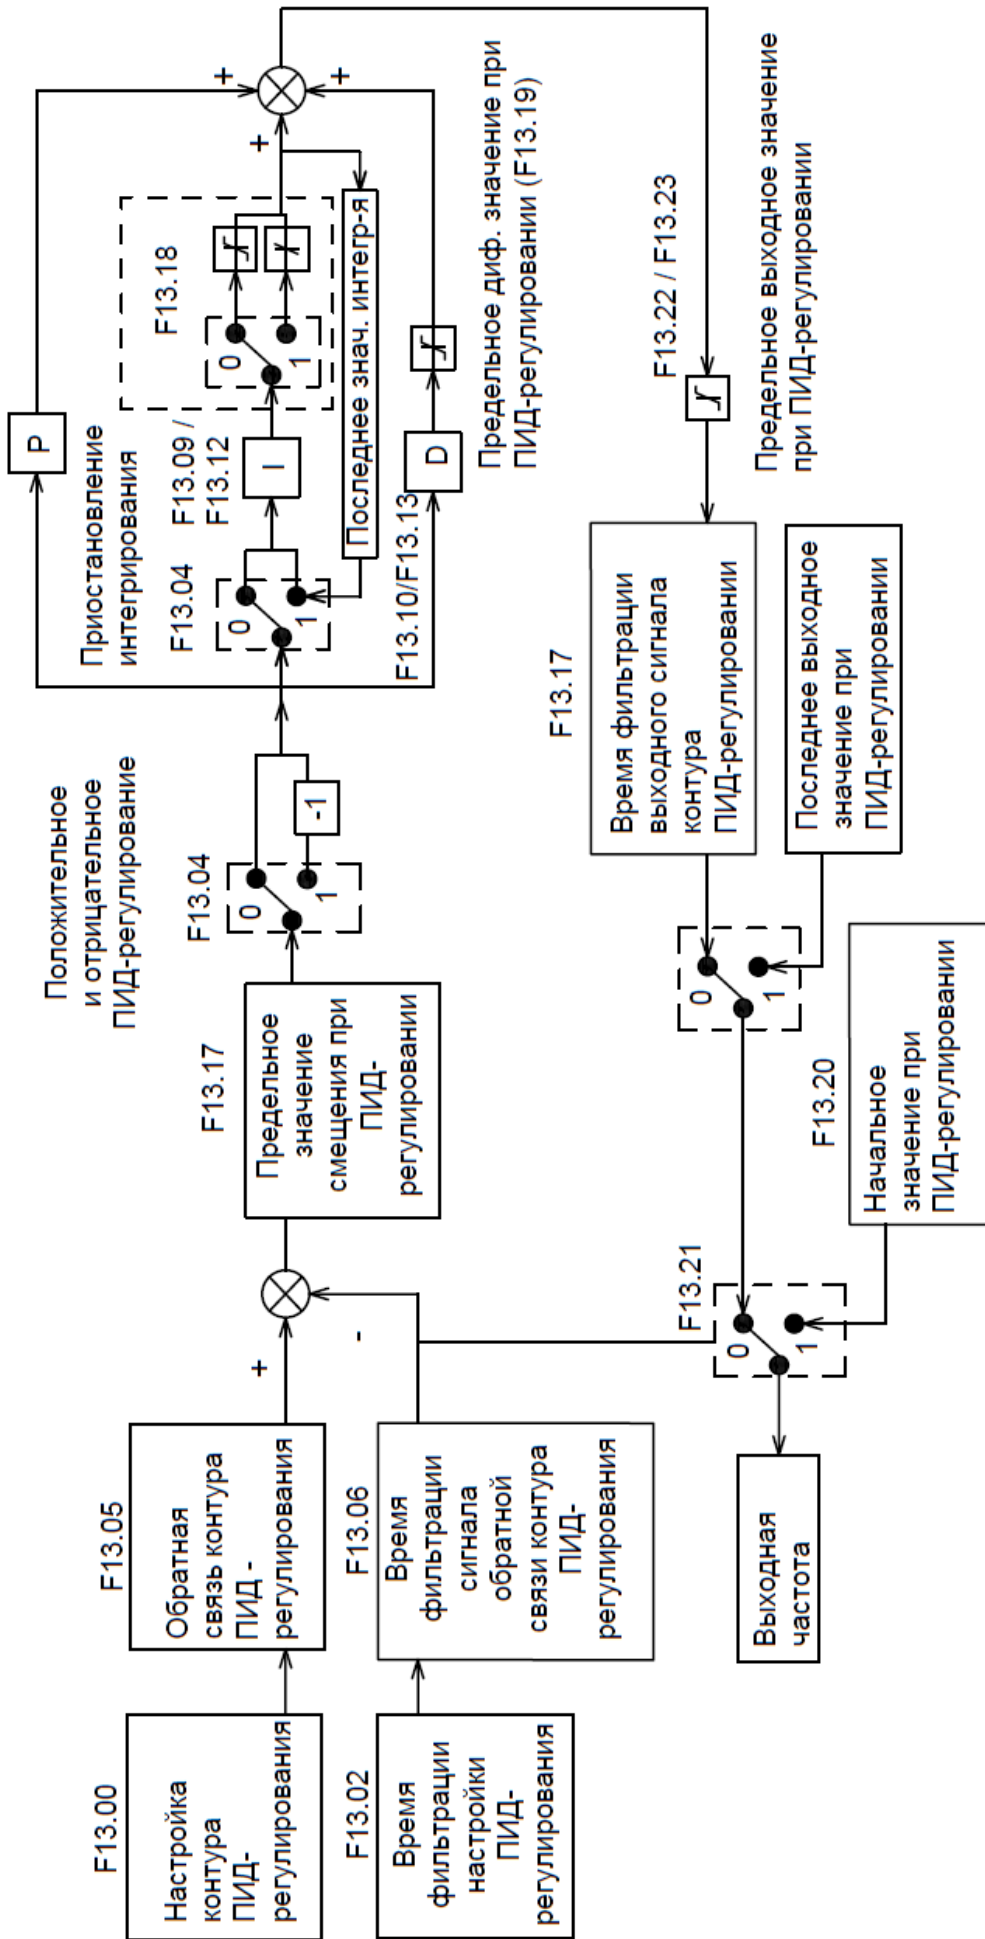 F13.00
Настройка
контура
ПИД-
регулирования
F13.05
Обратная
связь контура
ПИД -
регулирования
+
F13.17
Предельное
значение
смещения при
ПИД-
регулировании
Положительное
и отрицательное
ПИД-регулирование
F13.04
0
1
-1
Приостановление
интегрирования
F13.04
0
1
F13.09 /
F13.12
I
F13.18
0
1
P
+
+
+
Последнее знач. интегр-я
F13.10/F13.13
D
Предельное диф. значение при
ПИД-регулировании (F13.19)
F13.02
Время
фильтрации
настройки
ПИД-
регулирования
F13.06
Время
фильтрации
сигнала
обратной
связи контура
ПИД-
регулирования
-
F13.22 / F13.23
Предельное выходное значение
при ПИД-регулировании
F13.17
Время фильтрации
выходного сигнала
контура
ПИД-регулировании
Последнее выходное
значение при
ПИД-регулировании
0
1
F13.20
Начальное
значение при
ПИД-регулировании
F13.21
0
1
Выходная
частота